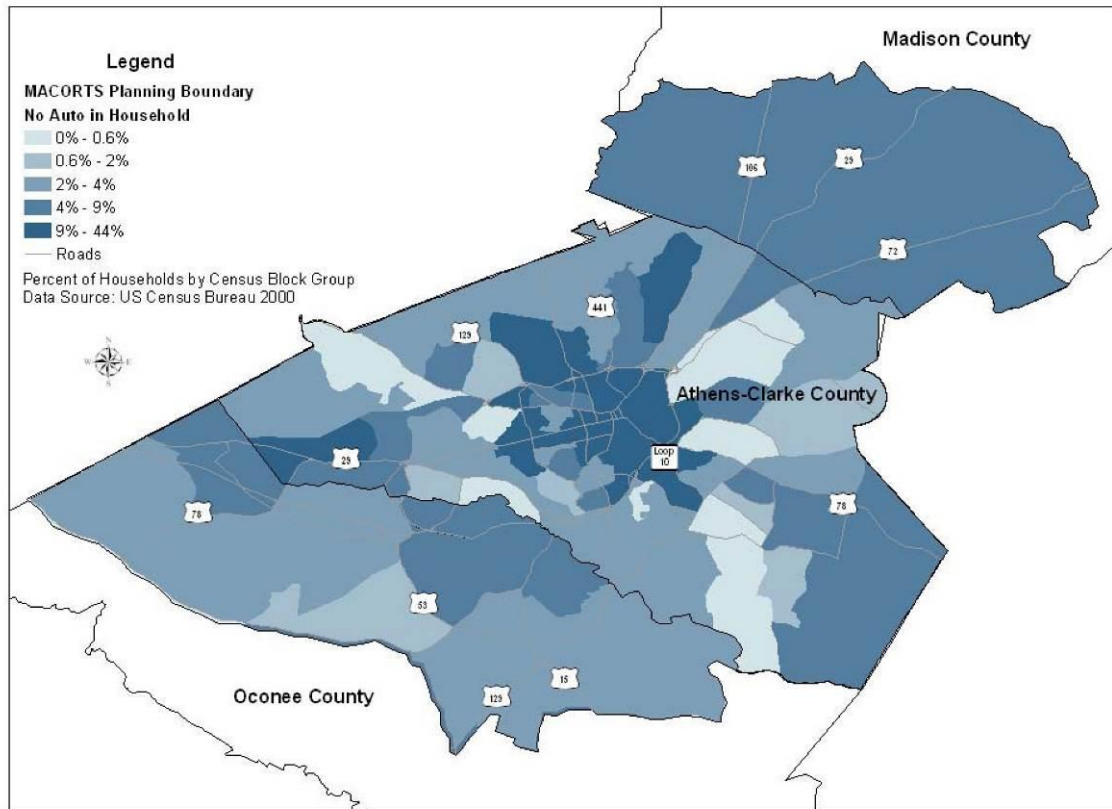 Madison County
Legend
MACORTS Planning Boundary
No Auto in Household
0% - 0.6%
0.6% - 2%
2% - 4%
4% - 9%
9% - 44%
Roads
Percent of Households by Census Block Group
Data Source: US Census Bureau 2000
N
W E
S
106
29
72
441
129
Athens-Clarke County
Loop
10
29
78
78
53
Oconee County
15
129